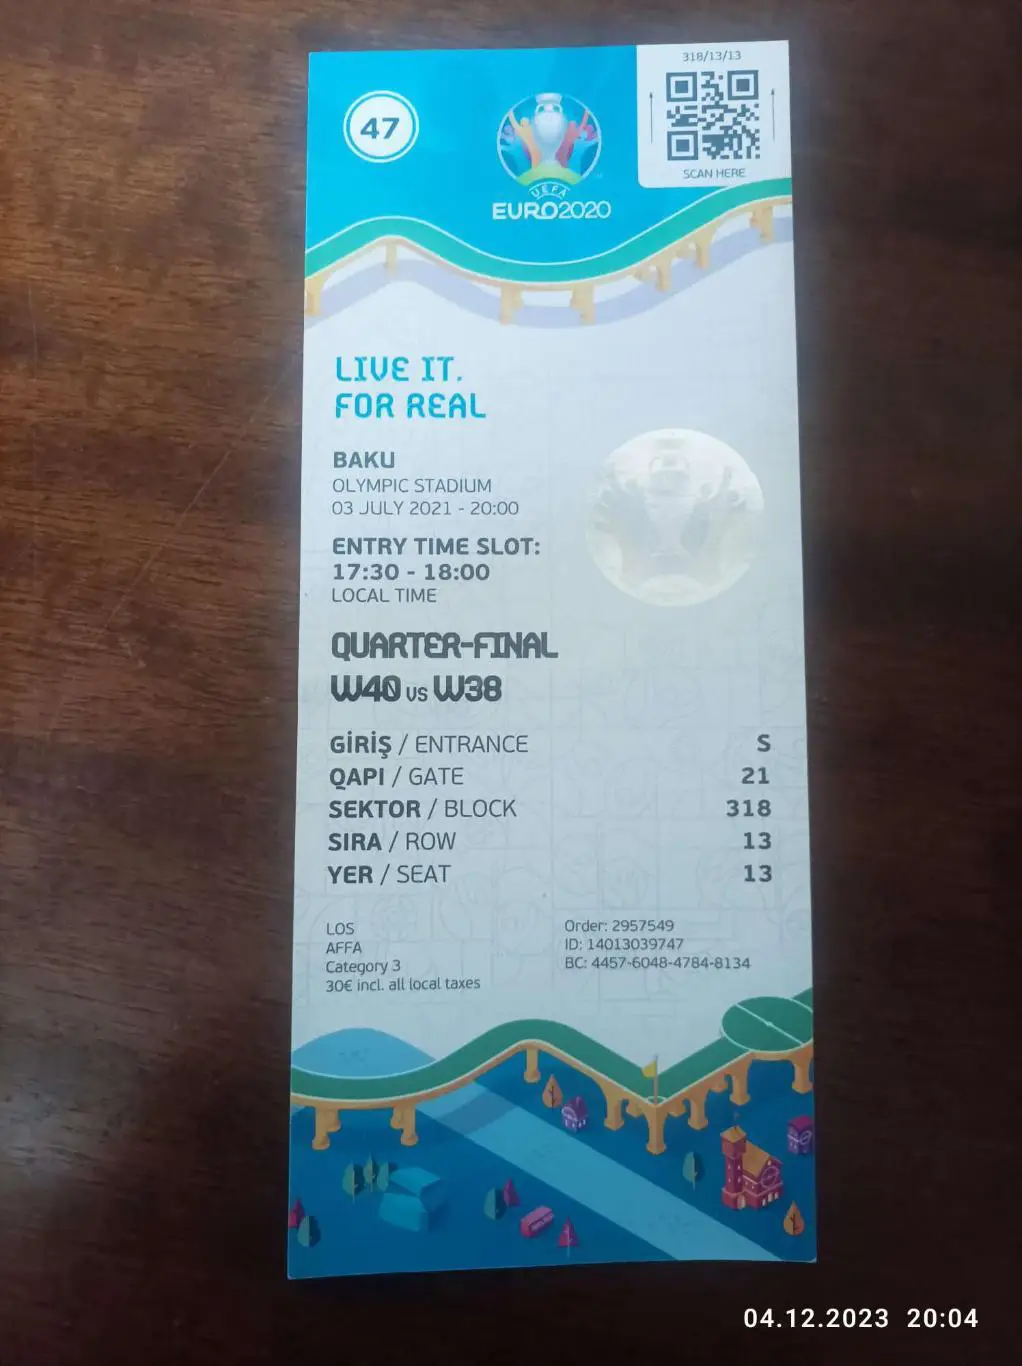 318/13/13
47
SCAN HERE
UEFA
EURO2020
LIVE IT.
FOR REAL
BAKU
OLYMPIC STADIUM
03 JULY 2021 - 20:00
ENTRY TIME SLOT:
17:30 - 18:00
LOCAL TIME
QUARTER-FINAL
W40 vs W38
GİRİŞ / ENTRANCE S
QAPI / GATE 21
SEKTOR / BLOCK 318
SIRA / ROW 13
YER / SEAT 13
LOS
AFFA
Category 3
30€ incl. all local taxes
Order: 2957549
ID: 14013039747
BC: 4457-6048-4784-8134
04.12.2023 20:04